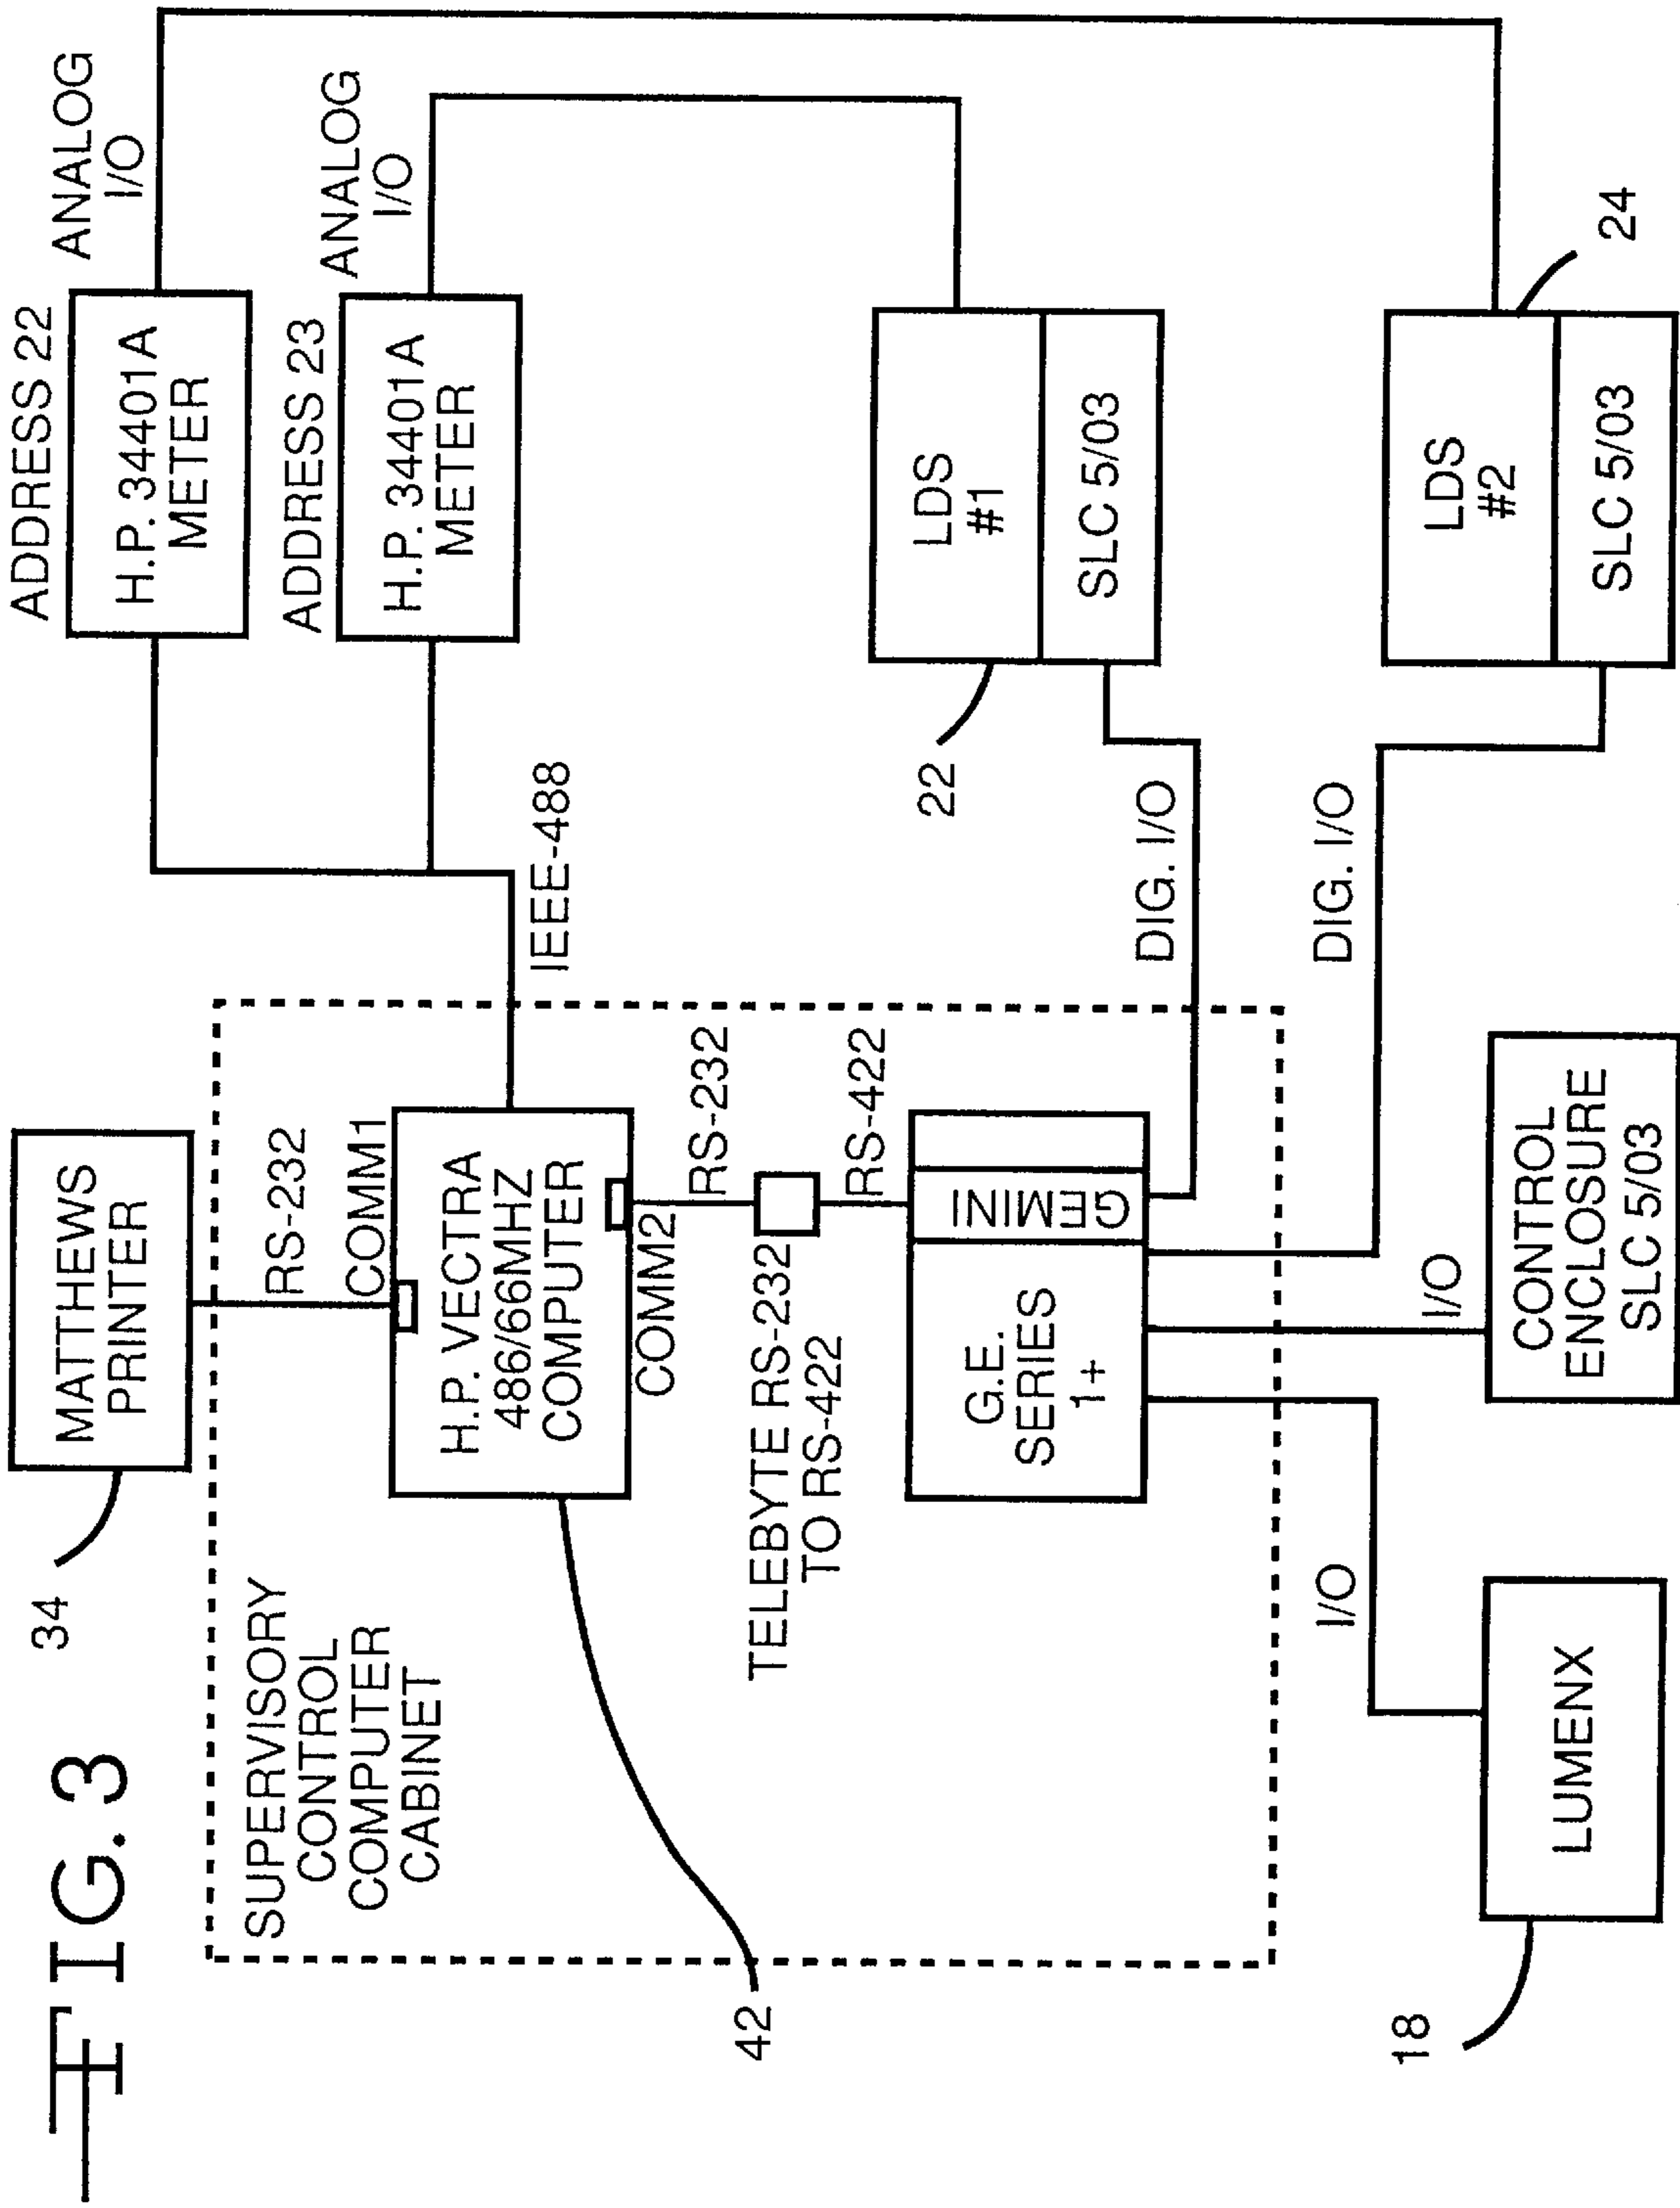 FIG. 3
34
MATTHEWS
PRINTER
RS-232
COMM1
SUPERVISORY
CONTROL
COMPUTER
CABINET
H.P. VECTRA
486/66MHZ
COMPUTER
COMM2
RS-232
TELEBYTE RS-232
TO RS-422
RS-422
42
G.E.
SERIES
1+
GEMINI
IEEE-488
ADDRESS 22
H.P. 34401A
METER
ANALOG
I/O
ADDRESS 23
H.P. 34401A
METER
ANALOG
I/O
22
LDS
#1
SLC 5/03
DIG. I/O
DIG. I/O
LDS
#2
SLC 5/03
24
I/O
LUMENX
18
I/O
CONTROL
ENCLOSURE
SLC 5/03